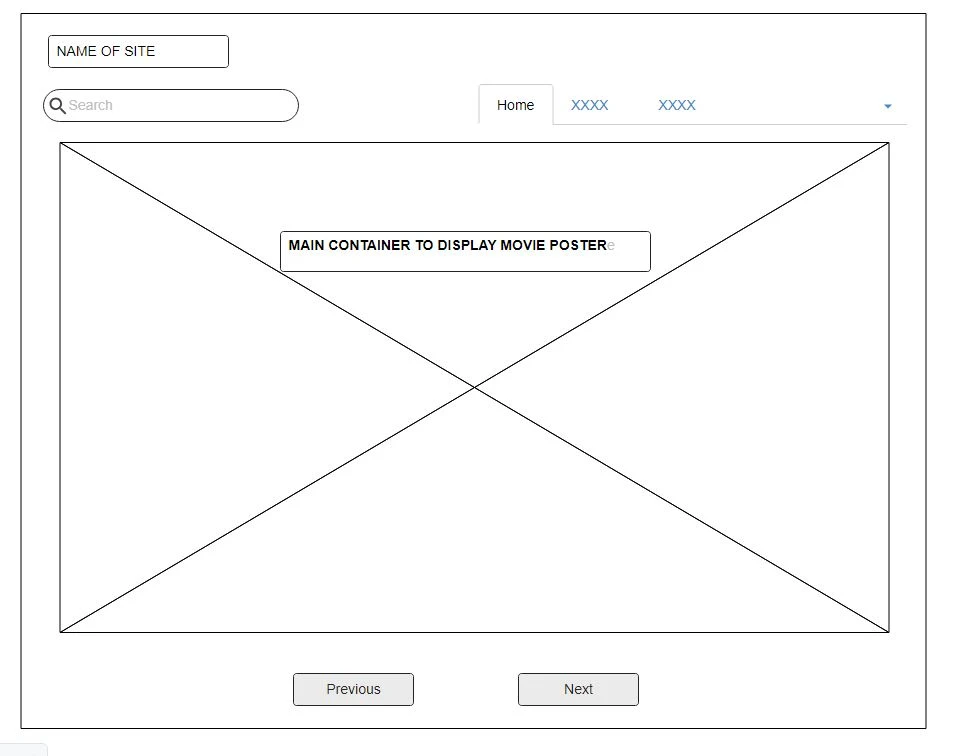 NAME OF SITE
Search
Home XXXX XXXX
MAIN CONTAINER TO DISPLAY MOVIE POSTERe
Previous Next